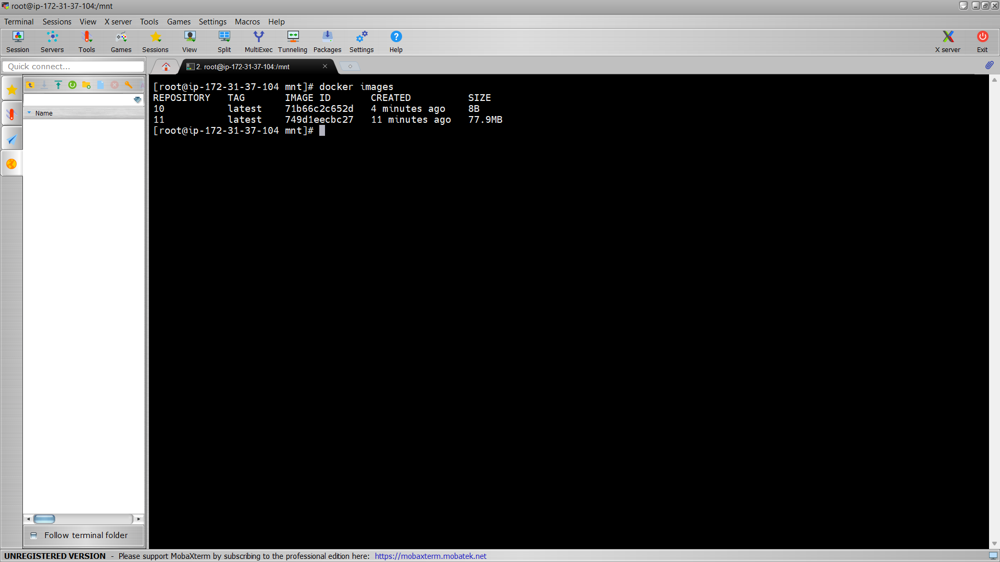 root@ip-172-31-37-104:/mnt
Terminal Sessions View X server Tools Games Settings Macros Help
Session Servers Tools Games Sessions View Split MultiExec Tunneling Packages Settings Help X server Exit
Quick connect... 2. root@ip-172-31-37-104:/mnt
Name
[root@ip-172-31-37-104 mnt]# docker images
REPOSITORY TAG IMAGE ID CREATED SIZE
10 latest 71b66c2c652d 4 minutes ago 8B
11 latest 749d1eecbc27 11 minutes ago 77.9MB
[root@ip-172-31-37-104 mnt]#
Follow terminal folder
UNREGISTERED VERSION - Please support MobaXterm by subscribing to the professional edition here: https://mobaxterm.mobatek.net